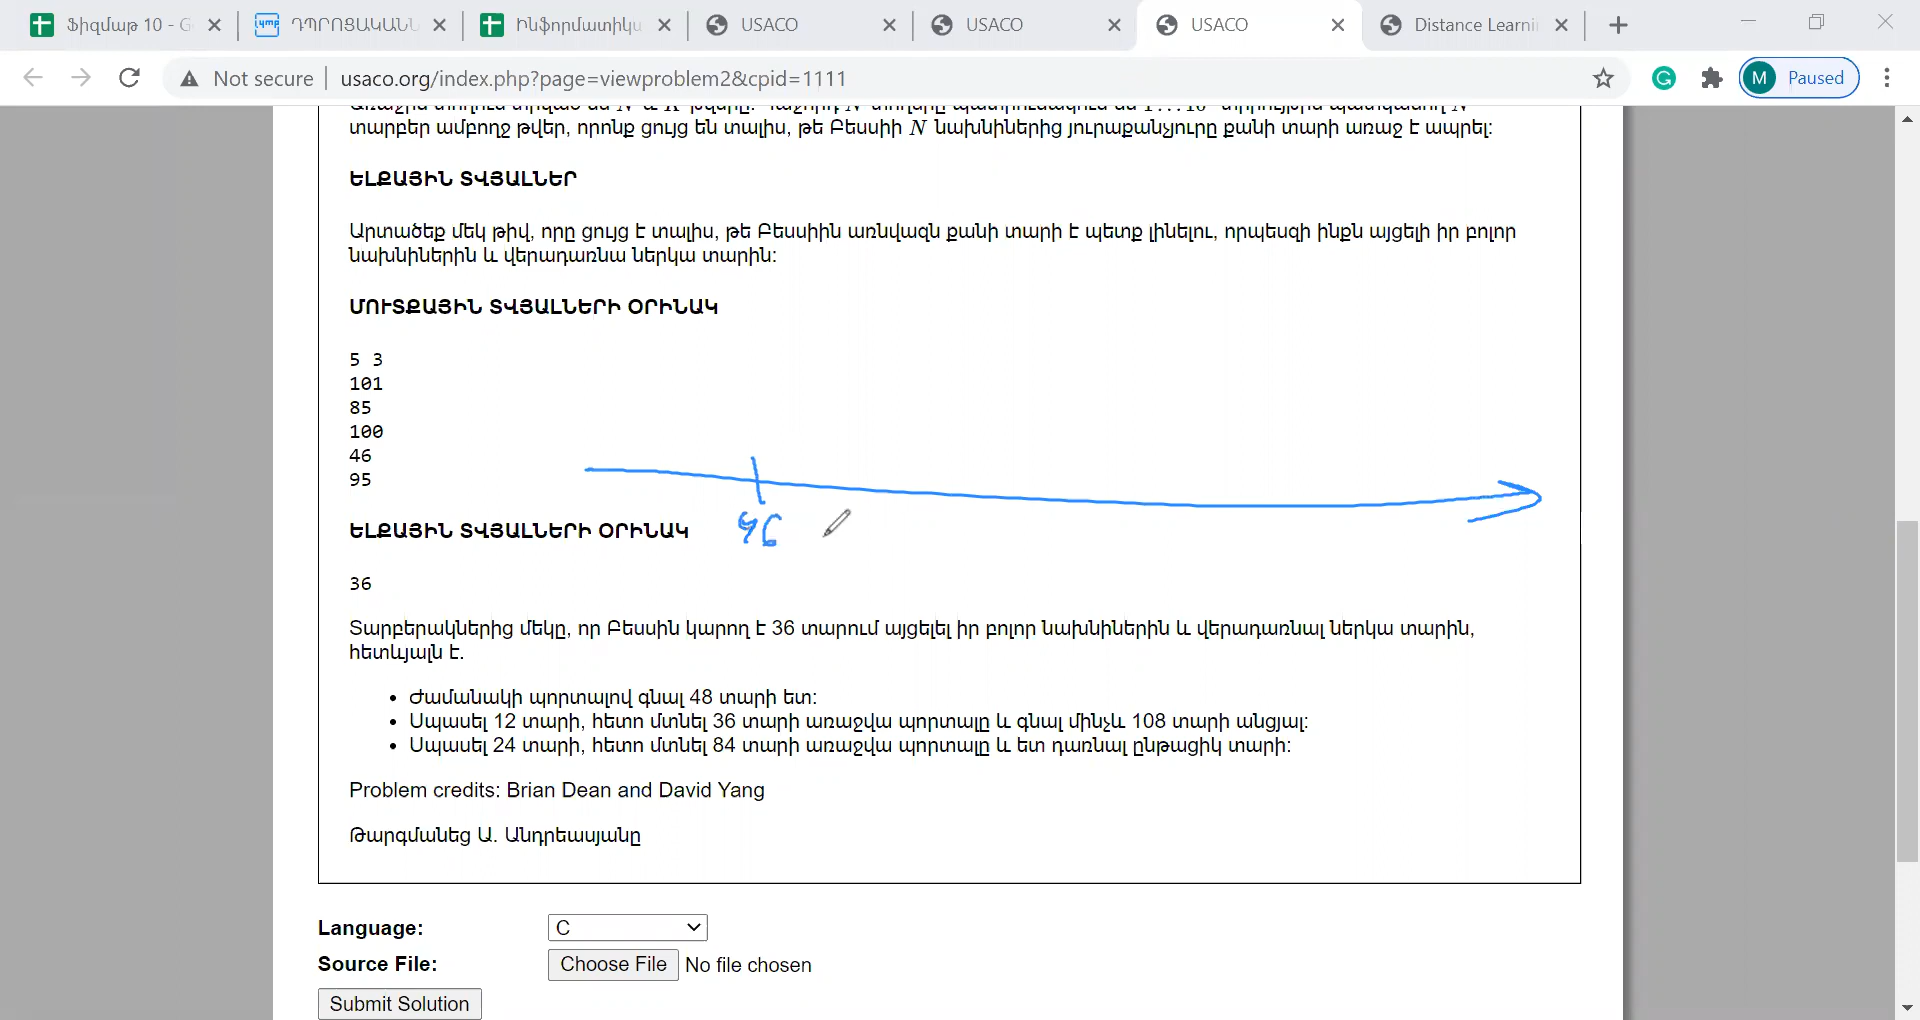 Ֆիզմաթ 10 - G
ymp
ԴՊՐՈՑԱԿԱՆՆ
Ինֆորմատիկա
USACO
USACO
USACO
Distance Learni
Not secure
usaco.org/index.php?page=viewproblem2&cpid=1111
G
M
Paused
տարբեր ամբողջ թվեր, որոնք ցույց են տալիս, թե Բեսսիի N նախնիներից յուրաքանչյուրը քանի տարի առաջ է ապրել:
ԵԼՔԱՅԻՆ ՏՎՅԱԼՆԵՐ
Արտածեք մեկ թիվ, որը ցույց է տալիս, թե Բեսսիին առնվազն քանի տարի է պետք լինելու, որպեսզի ինքն այցելի իր բոլոր
նախնիներին և վերադառնա ներկա տարին:
ՄՈՒՏՔԱՅԻՆ ՏՎՅԱԼՆԵՐԻ ՕՐԻՆԱԿ
5 3
101
85
100
46
95
46
ԵԼՔԱՅԻՆ ՏՎՅԱԼՆԵՐԻ ՕՐԻՆԱԿ
36
Տարբերակներից մեկը, որ Բեսսին կարող է 36 տարում այցելել իր բոլոր նախնիներին և վերադառնալ ներկա տարին,
հետևյալն է.
• Ժամանակի պորտալով գնալ 48 տարի ետ:
• Սպասել 12 տարի, հետո մտնել 36 տարի առաջվա պորտալը և գնալ մինչև 108 տարի անցյալ:
• Սպասել 24 տարի, հետո մտնել 84 տարի առաջվա պորտալը և ետ դառնալ ընթացիկ տարի:
Problem credits: Brian Dean and David Yang
Թարգմանեց Ա. Անդրեասյանը
Language:
C
Source File:
Choose File
No file chosen
Submit Solution